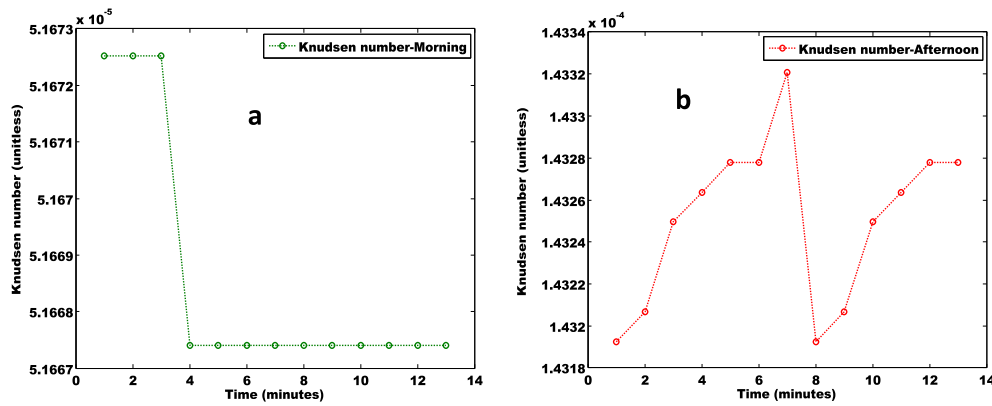 x 10⁻⁵
5.1673
5.1672
5.1671
5.167
5.1669
5.1668
5.1667
Knudsen number (unitless)
Knudsen number-Morning
a
0 2 4 6 8 10 12 14
Time (minutes)
x 10⁻⁴
1.4334
1.4332
1.433
1.4328
1.4326
1.4324
1.4322
1.432
1.4318
Knudsen number (unitless)
Knudsen number-Afternoon
b
0 2 4 6 8 10 12 14
Time (minutes)